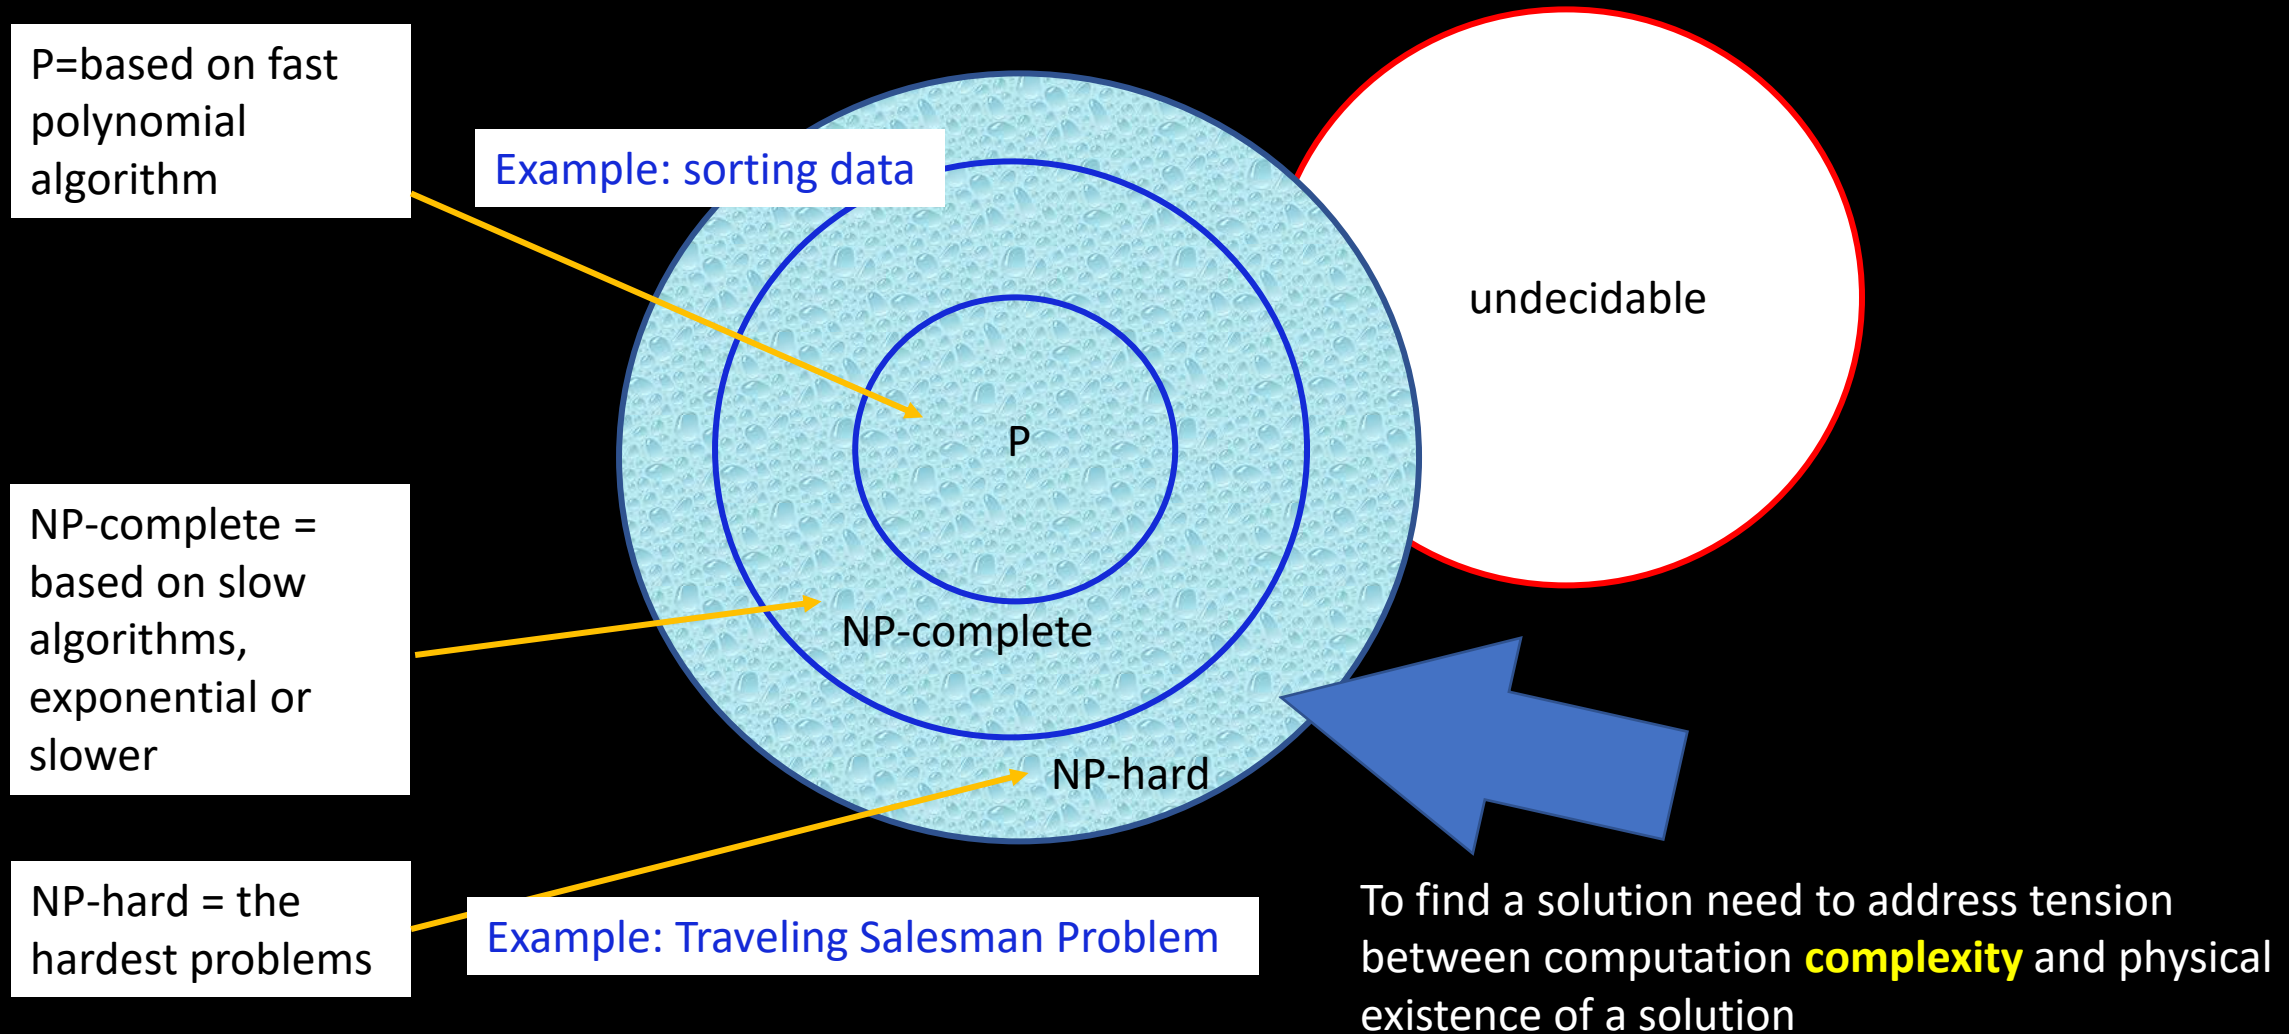 P=based on fast
polynomial
algorithm
Example: sorting data
undecidable
P
NP-complete =
based on slow
algorithms,
exponential or
slower
NP-complete
NP-hard
NP-hard = the
hardest problems
Example: Traveling Salesman Problem
To find a solution need to address tension
between computation complexity and physical
existence of a solution